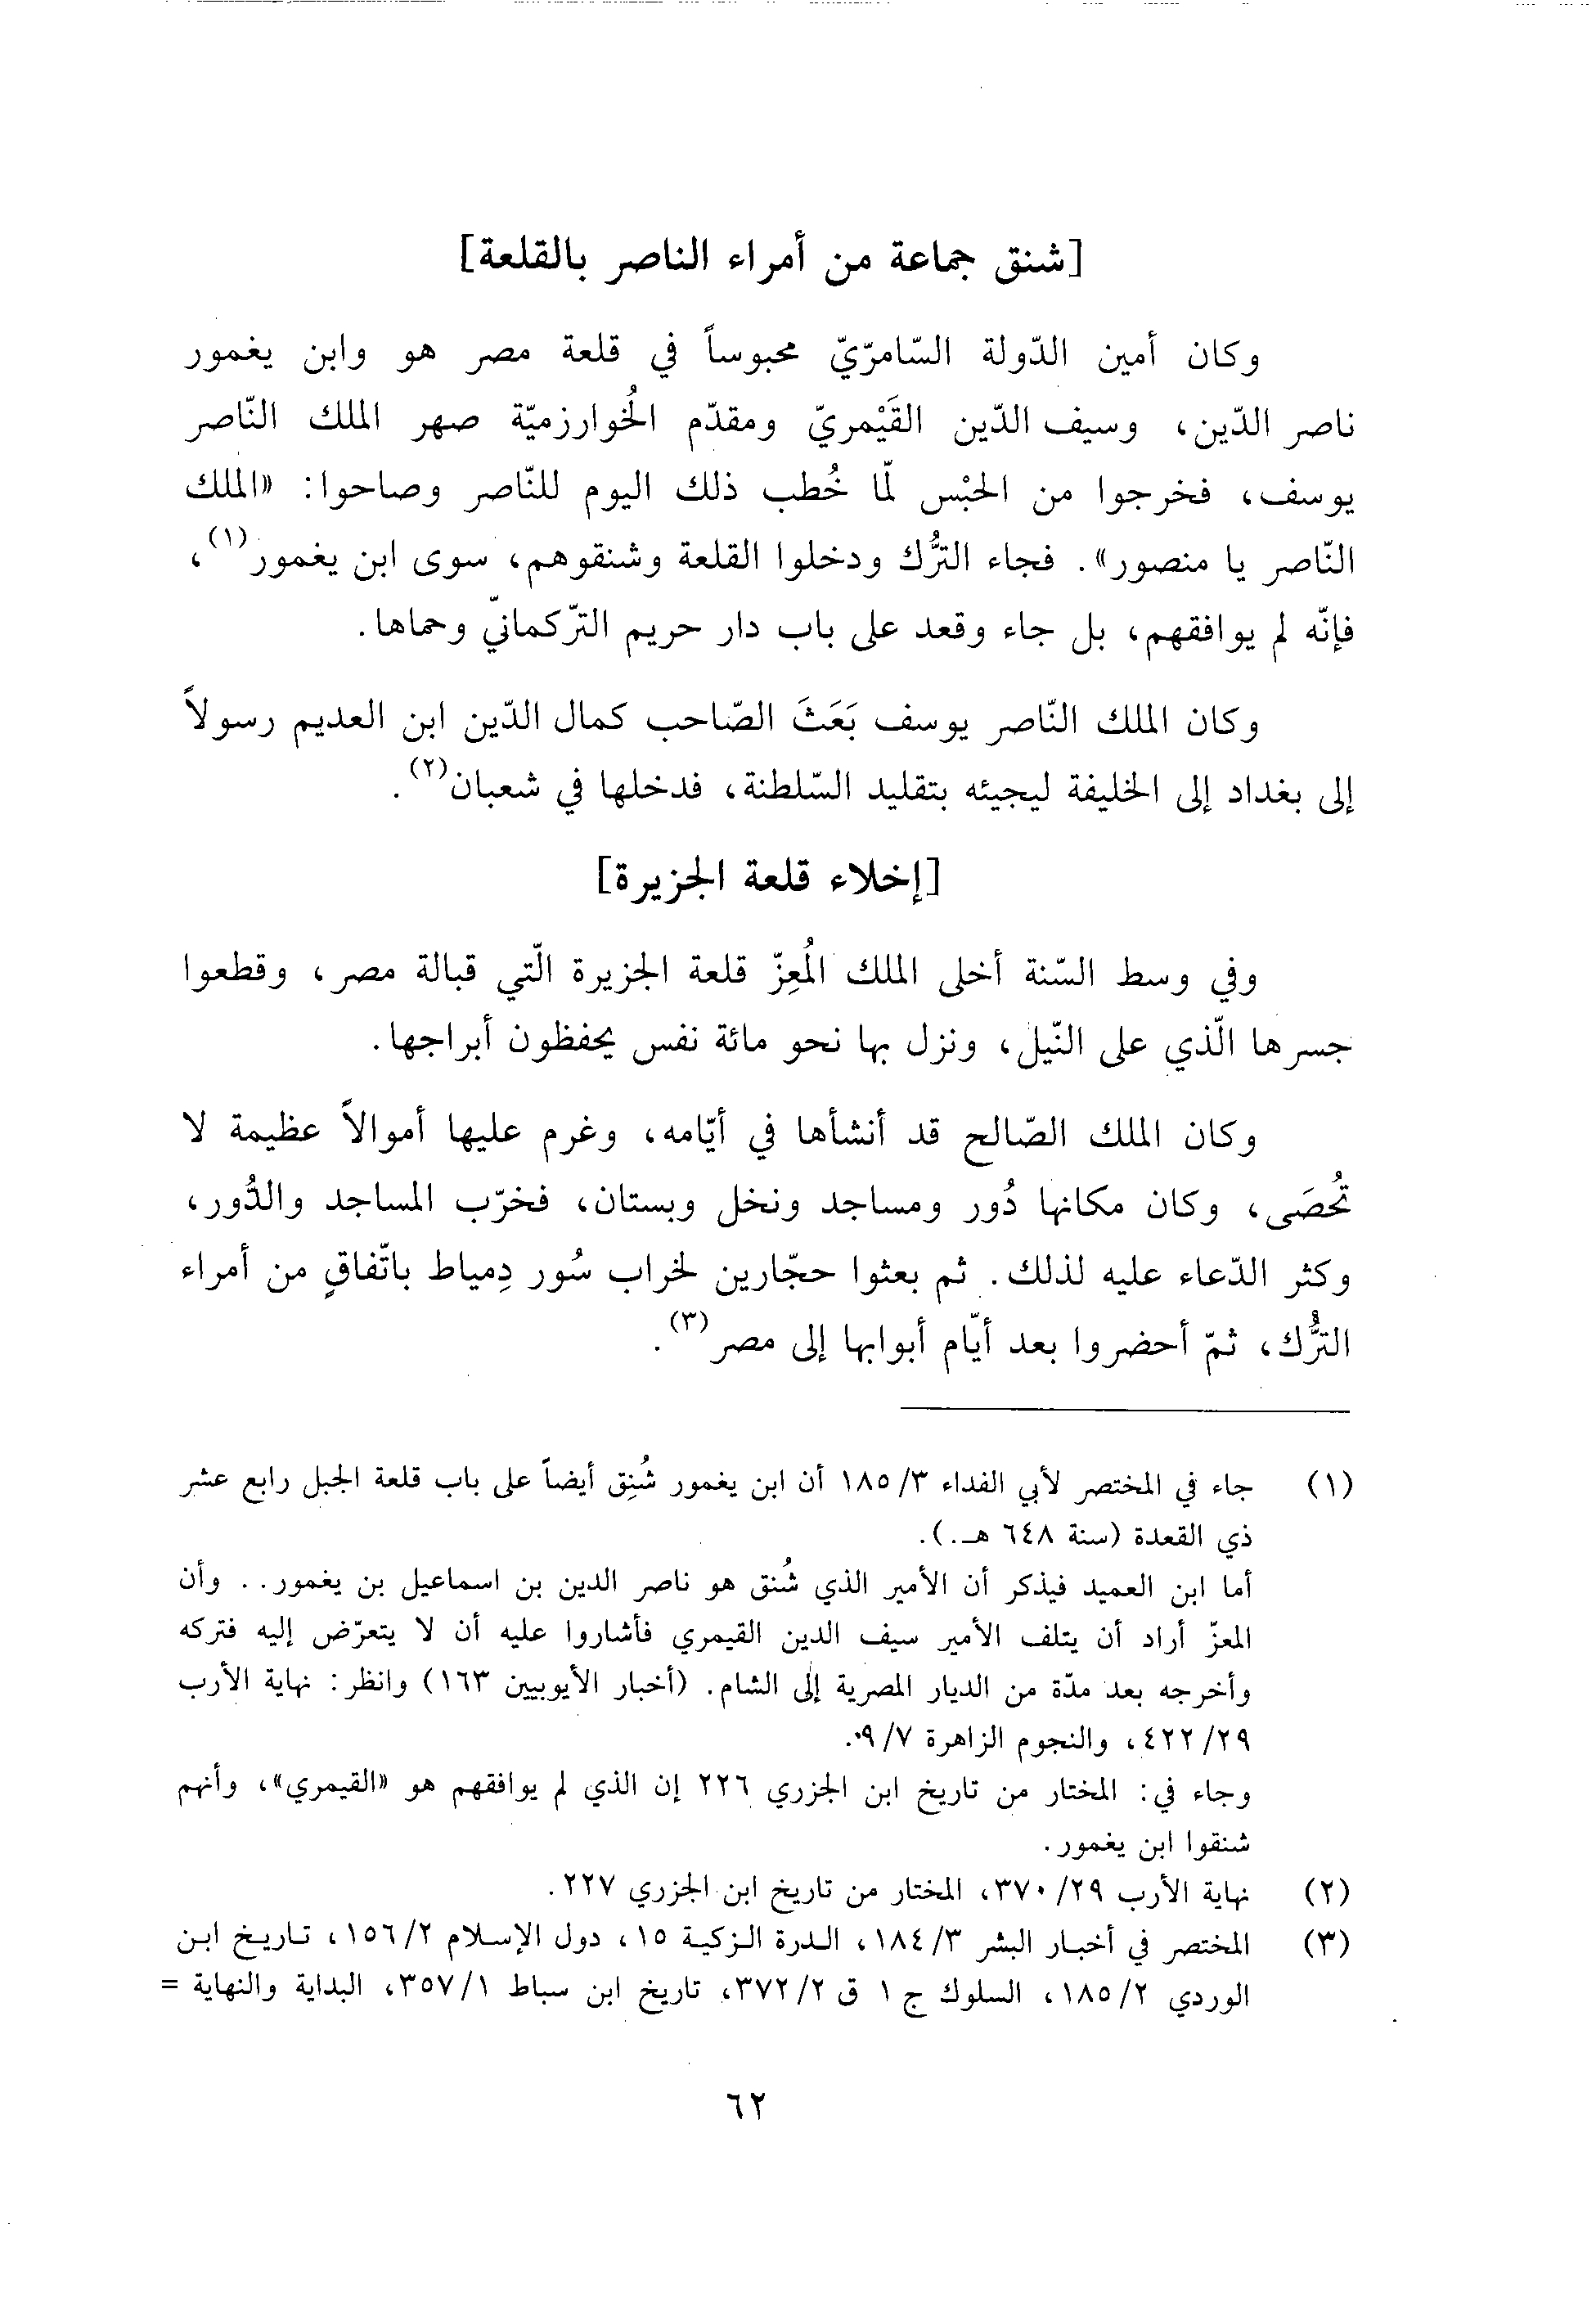 [شنق جماعة من أمراء الناصر بالقلعة]
وكان أمين الدّولة السّامرّيّ محبوساً في قلعة مصر هو وابن يغمور
ناصر الدّين، وسيف الدّين القَيْمريّ ومقدّم الخُوارزميّة صهر الملك النّاصر
يوسف، فخرجوا من الحبْس لمّا خُطب ذلك اليوم للنّاصر وصاحوا: «الملك
النّاصر يا منصور». فجاء التُّرك ودخلوا القلعة وشنقوهم، سوى ابن يغمور(١)،
فإنّه لم يوافقهم، بل جاء وقعد على باب دار حريم التّركمانيّ وحماها.
وكان الملك النّاصر يوسف بَعَثَ الصّاحب كمال الدّين ابن العديم رسولاً
إلى بغداد إلى الخليفة ليجيئه بتقليد السّلطنة، فدخلها في شعبان(٢).
[إخلاء قلعة الجزيرة]
وفي وسط السّنة أخلى الملك المُعِزّ قلعة الجزيرة الّتي قبالة مصر، وقطعوا
جسرها الّذي على النّيل، ونزل بها نحو مائة نفس يحفظون أبراجها.
وكان الملك الصّالح قد أنشأها في أيّامه، وغرم عليها أموالاً عظيمة لا
تُحصَى، وكان مكانها دُور ومساجد ونخل وبستان، فخرّب المساجد والدُّور،
وكثر الدّعاء عليه لذلك. ثم بعثوا حجّارين لخراب سُور دِمياط باتّفاقٍ من أمراء
التُّرك، ثمّ أحضروا بعد أيّام أبوابها إلى مصر(٣).
(١) جاء في المختصر لأبي الفداء ٣/ ١٨٥ أن ابن يغمور شُنِق أيضاً على باب قلعة الجبل رابع عشر
ذي القعدة (سنة ٦٤٨ هـ.).
أما ابن العميد فيذكر أن الأمير الذي شُنق هو ناصر الدين بن اسماعيل بن يغمور.. وأن
المعزّ أراد أن يتلف الأمير سيف الدين القيمري فأشاروا عليه أن لا يتعرّض إليه فتركه
وأخرجه بعد مدّة من الديار المصرية إلى الشام. (أخبار الأيوبيين ١٦٣) وانظر: نهاية الأرب
٢٩/ ٤٢٢، والنجوم الزاهرة ٧/ ٩.
وجاء في: المختار من تاريخ ابن الجزري ٢٢٦ إن الذي لم يوافقهم هو «القيمري»، وأنهم
شنقوا ابن يغمور.
(٢) نهاية الأرب ٢٩/ ٣٧٠، المختار من تاريخ ابن الجزري ٢٢٧.
(٣) المختصر في أخبار البشر ٣/ ١٨٤، الدرة الزكية ١٥، دول الإسلام ٢/ ١٥٦، تاريخ ابن
الوردي ٢/ ١٨٥، السلوك ج ١ ق ٢/ ٣٧٢، تاريخ ابن سباط ١/ ٣٥٧، البداية والنهاية =
٦٢